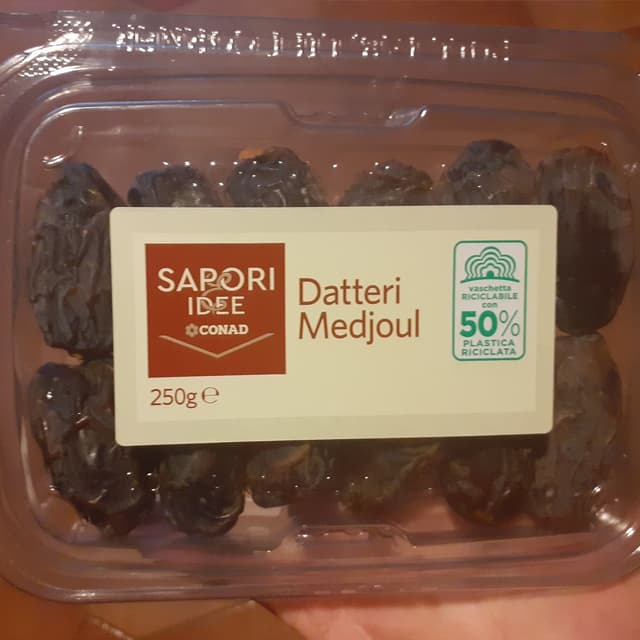 SAPORI
& IDEE
CONAD
250g ℮
Datteri
Medjoul
vaschetta
RICICLABILE
con
50%
PLASTICA
RICICLATA